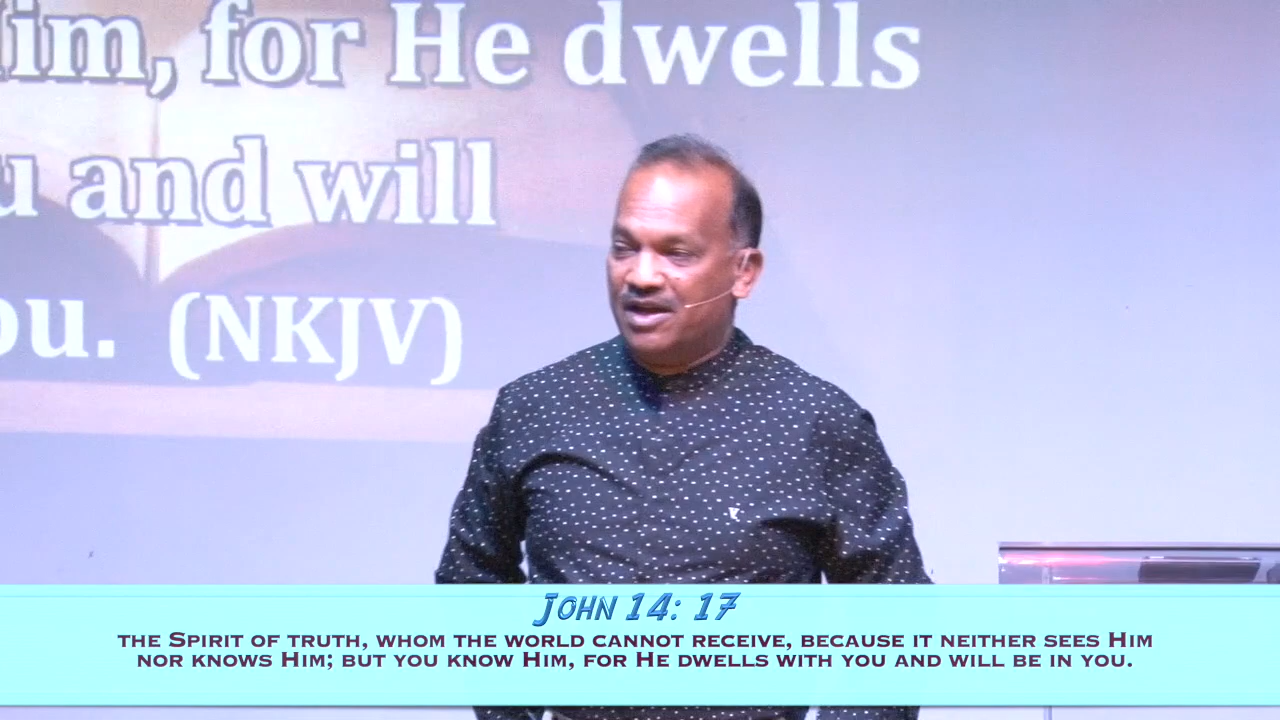 Him, for He dwells
u and will
ou. (NKJV)
John 14: 17
the Spirit of truth, whom the world cannot receive, because it neither sees Him
nor knows Him; but you know Him, for He dwells with you and will be in you.